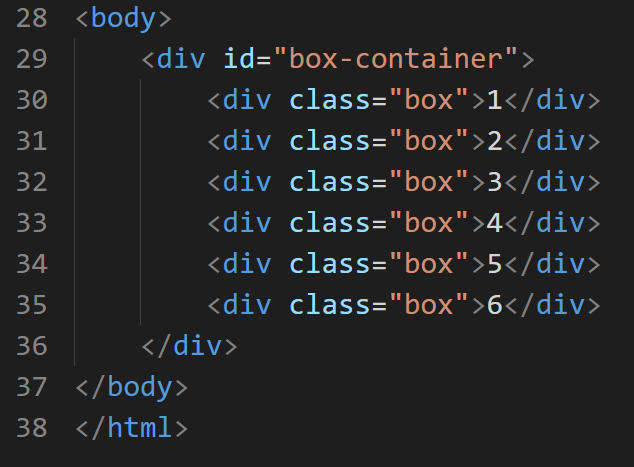 28 <body>
29     <div id="box-container">
30         <div class="box">1</div>
31         <div class="box">2</div>
32         <div class="box">3</div>
33         <div class="box">4</div>
34         <div class="box">5</div>
35         <div class="box">6</div>
36     </div>
37 </body>
38 </html>